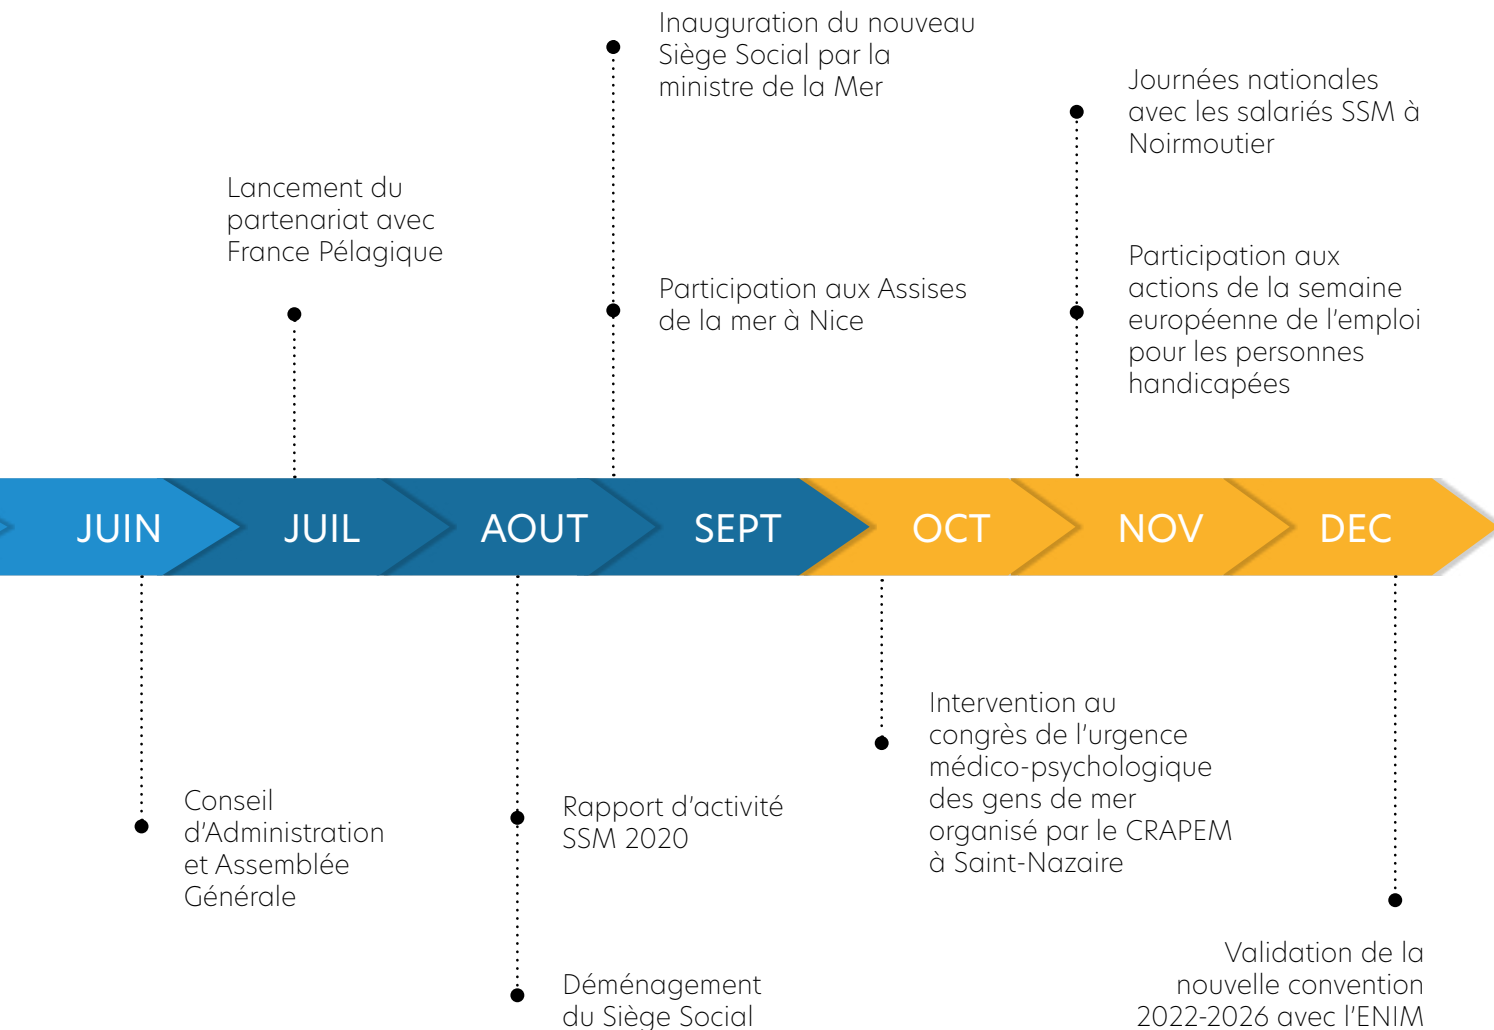 Inauguration du nouveau
Siège Social par la
ministre de la Mer
Journées nationales
avec les salariés SSM à
Noirmoutier
Lancement du
partenariat avec
France Pélagique
Participation aux Assises
de la mer à Nice
Participation aux
actions de la semaine
européenne de l'emploi
pour les personnes
handicapées
JUIN
JUIL
AOUT
SEPT
OCT
NOV
DEC
Conseil
d'Administration
et Assemblée
Générale
Rapport d'activité
SSM 2020
Intervention au
congrès de l'urgence
médico-psychologique
des gens de mer
organisé par le CRAPEM
à Saint-Nazaire
Déménagement
du Siège Social
Validation de la
nouvelle convention
2022-2026 avec l'ENIM